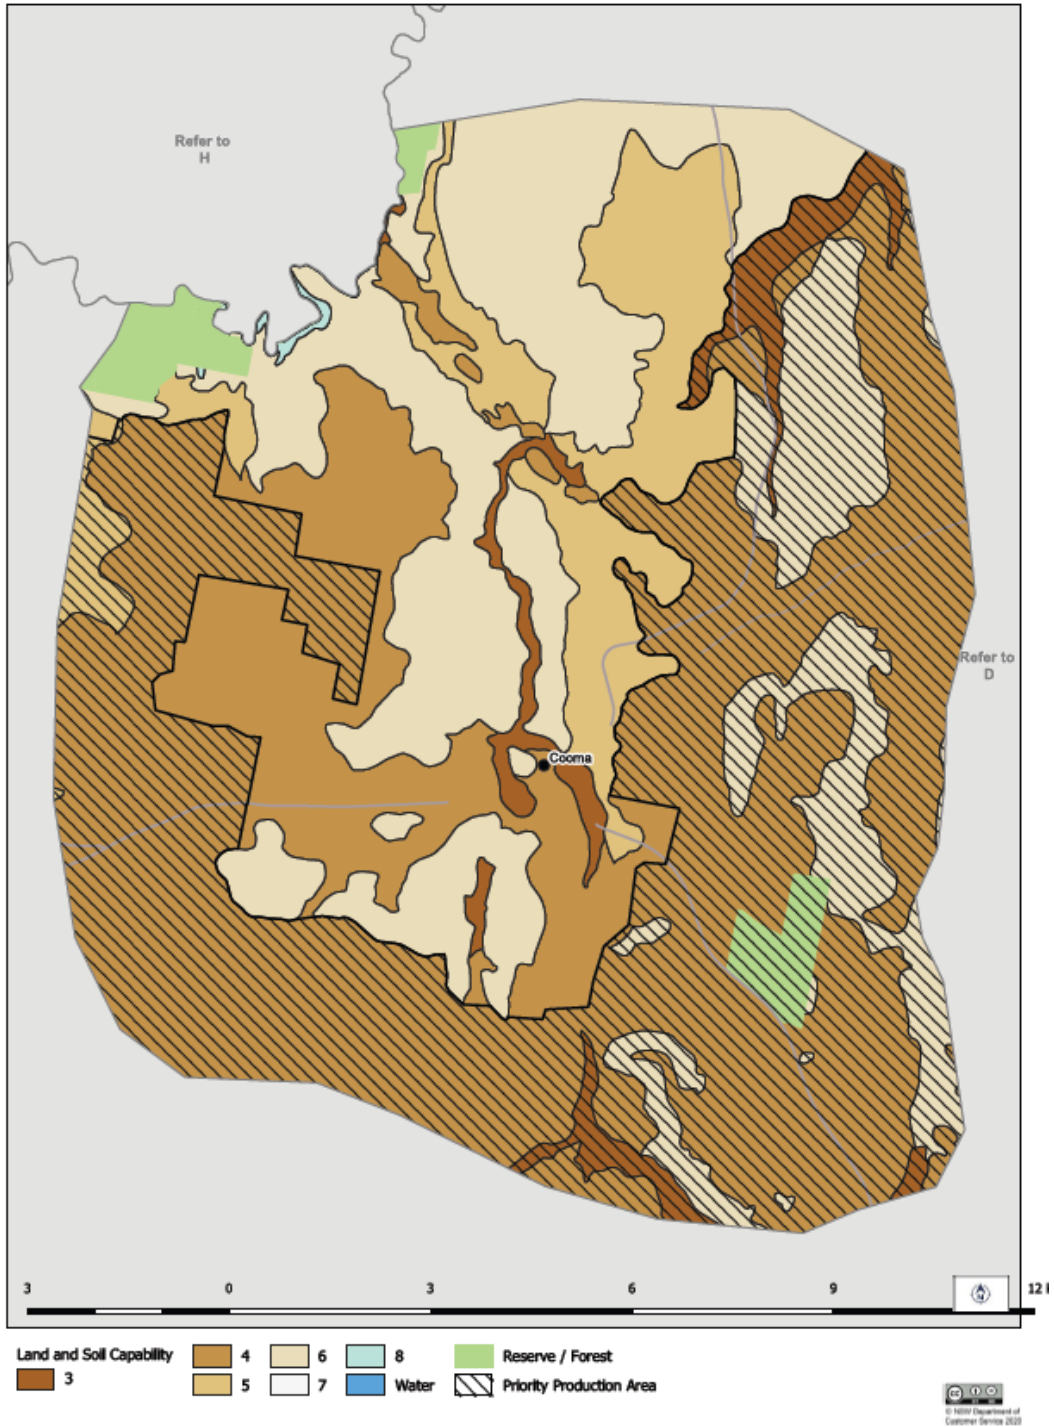 Refer to
H
Cooma
Refer to
D
3 0 3 6 9 12
Land and Soil Capability
3
4
5
6
7
8
Water
Reserve / Forest
Priority Production Area
cc
© NSW Department of
Customer Service 2020